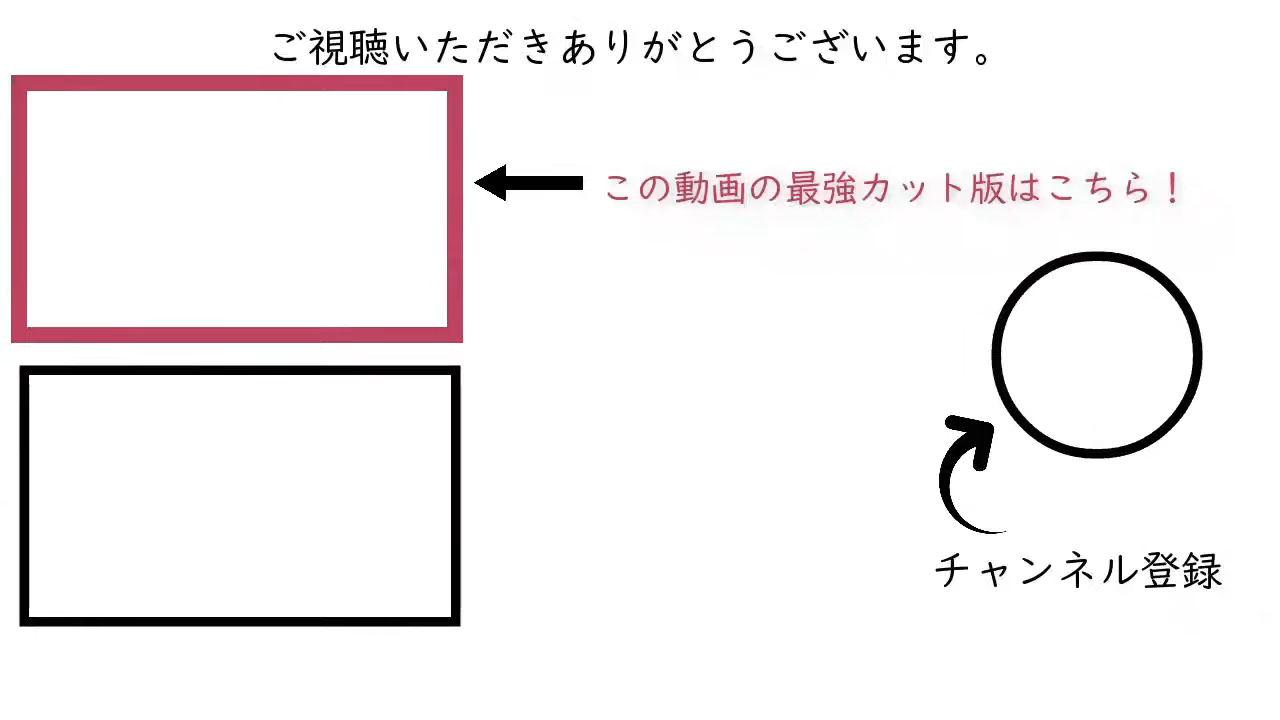 ご視聴いただきありがとうございます。
この動画の最強カット版はこちら！
チャンネル登録